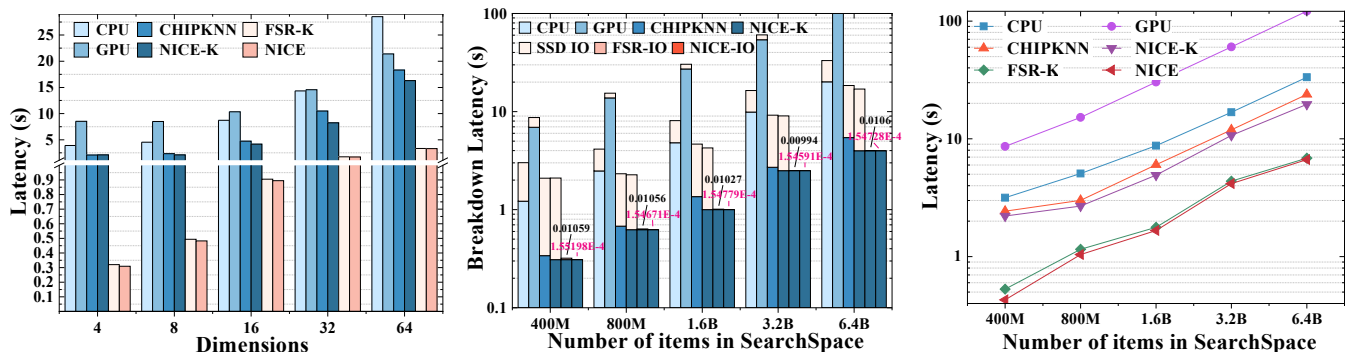 CPU CHIPKNN FSR-K
GPU NICE-K NICE
Latency (s)
25
20
15
10
5
0.9
0.8
0.7
0.6
0.5
0.4
0.3
0.2
0.1
4 8 16 32 64
Dimensions
CPU GPU CHIPKNN NICE-K
SSD IO FSR-IO NICE-IO
Breakdown Latency (s)
100
10
1
0.1
0.01059
1.55198E-4
0.01056
1.54671E-4
0.01027
1.54779E-4
0.00994
1.54591E-4
0.0106
1.54728E-4
400M 800M 1.6B 3.2B 6.4B
Number of items in SearchSpace
CPU GPU
CHIPKNN NICE-K
FSR-K NICE
Latency (s)
100
10
1
400M 800M 1.6B 3.2B 6.4B
Number of items in SearchSpace